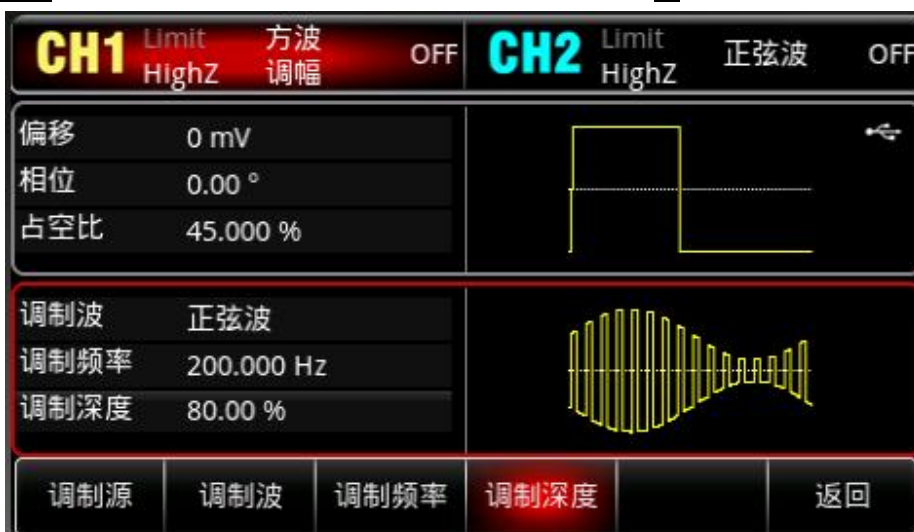 CH1 Limit 方波 OFF CH2 Limit 正弦波 OFF
HighZ 调幅 HighZ
偏移 0 mV
相位 0.00 °
占空比 45.000 %
调制波 正弦波
调制频率 200.000 Hz
调制深度 80.00 %
调制源 调制波 调制频率 调制深度 返回